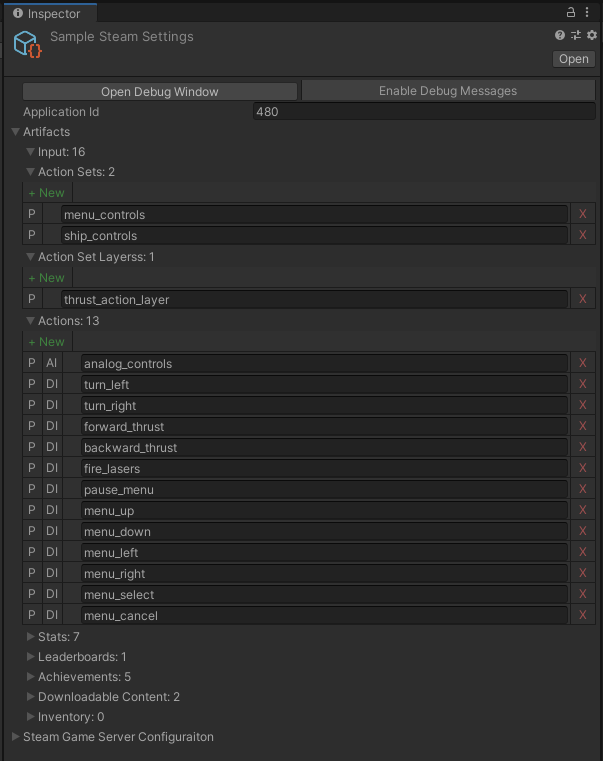 Inspector
Sample Steam Settings
Open
Open Debug Window Enable Debug Messages
Application Id 480
Artifacts
Input: 16
Action Sets: 2
+ New
P menu_controls X
P ship_controls X
Action Set Layerss: 1
+ New
P thrust_action_layer X
Actions: 13
+ New
P AI analog_controls X
P DI turn_left X
P DI turn_right X
P DI forward_thrust X
P DI backward_thrust X
P DI fire_lasers X
P DI pause_menu X
P DI menu_up X
P DI menu_down X
P DI menu_left X
P DI menu_right X
P DI menu_select X
P DI menu_cancel X
Stats: 7
Leaderboards: 1
Achievements: 5
Downloadable Content: 2
Inventory: 0
Steam Game Server Configuraiton